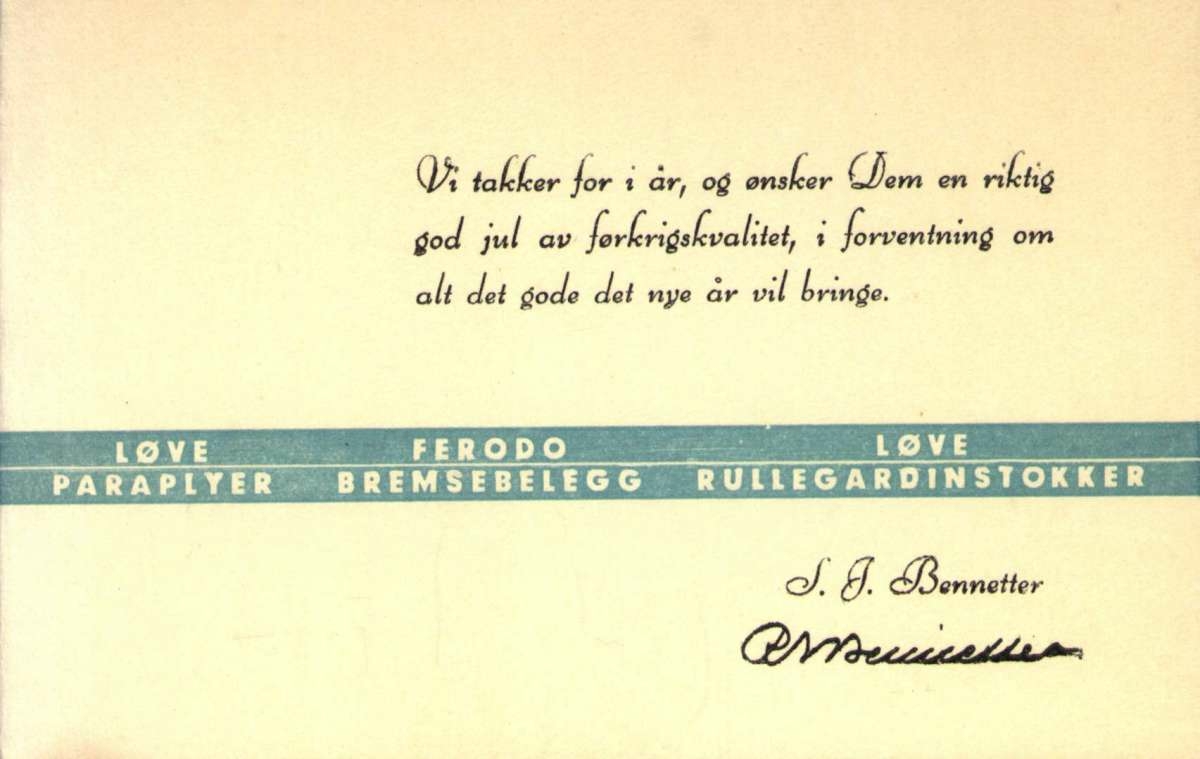 Vi takker for i år, og ønsker Dem en riktig
god jul av førkrigskvalitet, i forventning om
alt det gode det nye år vil bringe.
LØVE
PARAPLYER
FERODO
BREMSEBELEGG
LØVE
RULLEGARDINSTOKKER
S. J. Bennetter